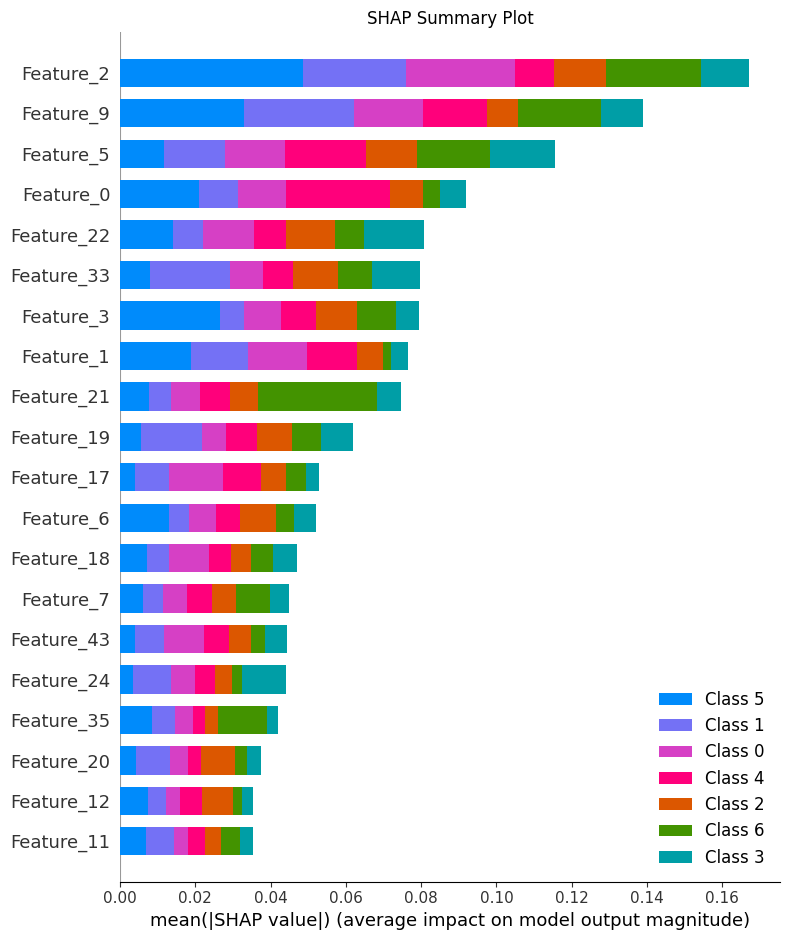 SHAP Summary Plot
Feature_2
Feature_9
Feature_5
Feature_0
Feature_22
Feature_33
Feature_3
Feature_1
Feature_21
Feature_19
Feature_17
Feature_6
Feature_18
Feature_7
Feature_43
Feature_24
Feature_35
Feature_20
Feature_12
Feature_11
Class 5
Class 1
Class 0
Class 4
Class 2
Class 6
Class 3
0.00 0.02 0.04 0.06 0.08 0.10 0.12 0.14 0.16
mean(|SHAP value|) (average impact on model output magnitude)